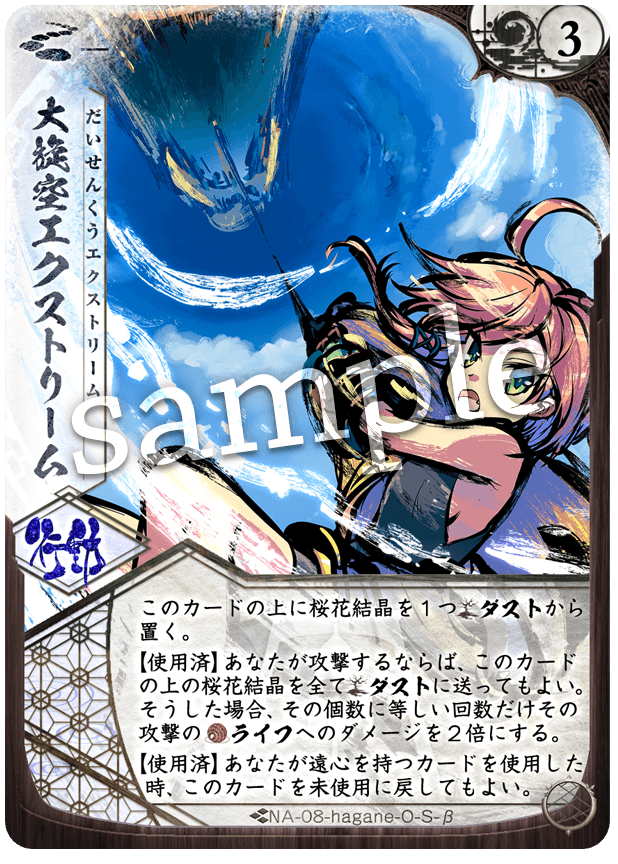 3
大旋空エクストリーム
だいせんくうエクストリーム
sample
行動
このカードの上に桜花結晶を１つダストから
置く。
【使用済】あなたが攻撃するならば、このカード
の上の桜花結晶を全てダストに送ってもよい。
そうした場合、その個数に等しい回数だけその
攻撃のライフへのダメージを２倍にする。
【使用済】あなたが遠心を持つカードを使用した
時、このカードを未使用に戻してもよい。
NA-08-hagane-O-S-β